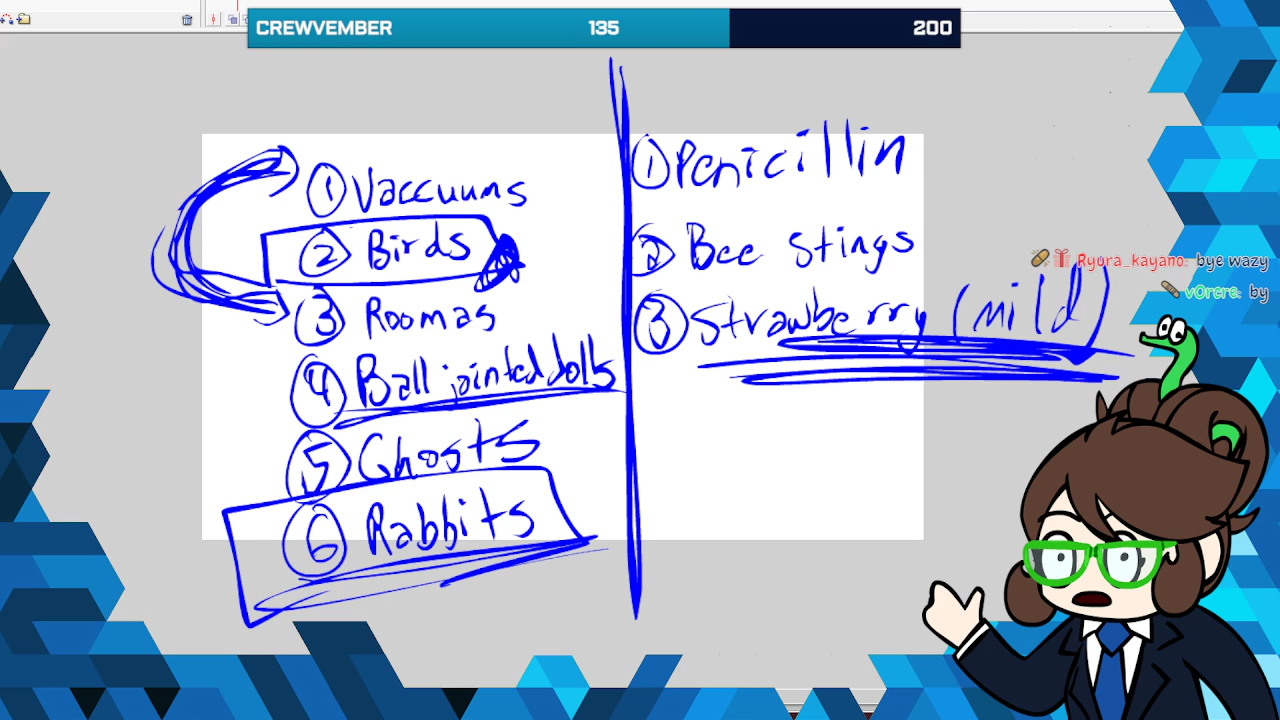 CREWVEMBER 135 200
① Vaccuums
② Birds
③ Roomas
④ Ball jointed dolls
⑤ Ghosts
⑥ Rabbits
① Penicillin
② Bee Stings
③ Strawberry (mild)
Ryora_kayano: bye wazy
v0rcre: by